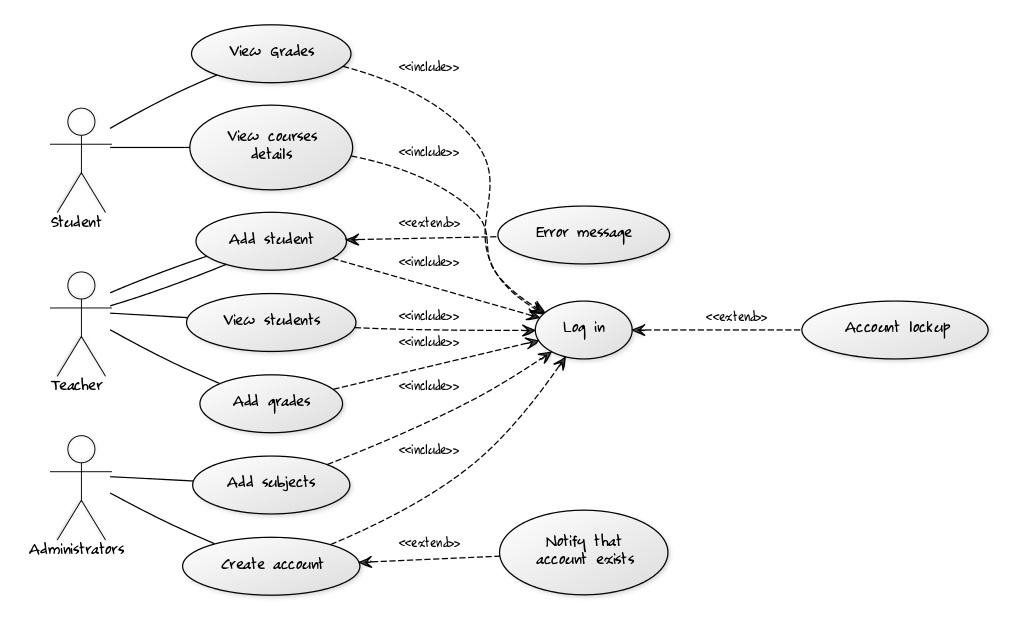 View Grades
<<include>>
View courses
details
<<include>>
Student
Add student
<<extend>>
Error message
<<include>>
View students
<<include>>
Log in
<<extend>>
Account lockup
<<include>>
Teacher
Add grades
<<include>>
Add subjects
<<include>>
Administrators
Create account
<<extend>>
Notify that
account exists